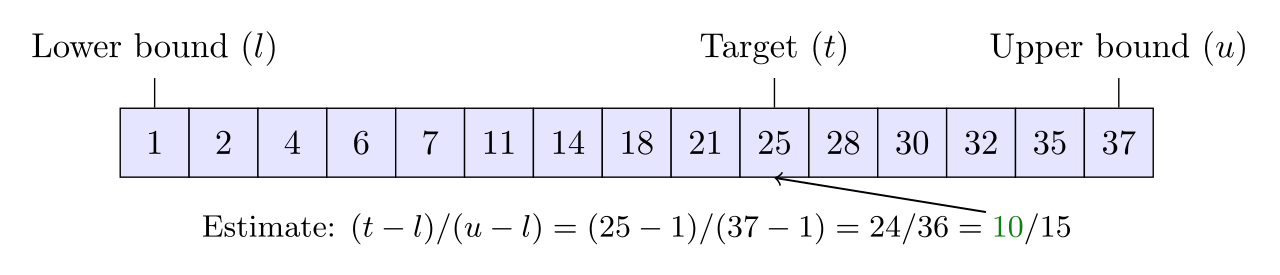 Lower bound (l) Target (t) Upper bound (u)
1 2 4 6 7 11 14 18 21 25 28 30 32 35 37
Estimate: (t − l)/(u − l) = (25 − 1)/(37 − 1) = 24/36 = 10/15